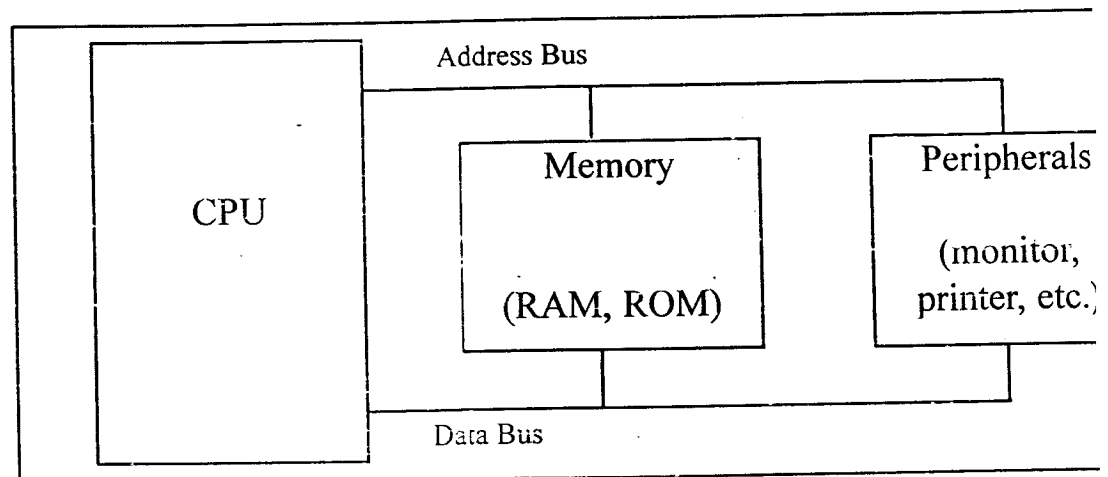 Address Bus
CPU
Memory
(RAM, ROM)
Peripherals
(monitor,
printer, etc.)
Data Bus